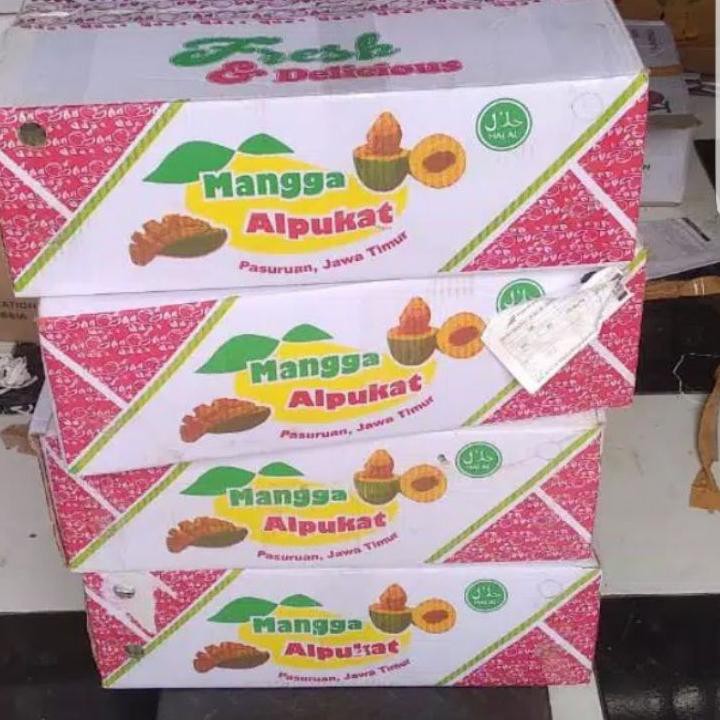 Fresh
& Delicious
Mangga
Alpukat
Pasuruan, Jawa Timur
حلال
HALAL
Mangga
Alpukat
Pasuruan, Jawa Timur
Mangga
Alpukat
Pasuruan, Jawa Timur
حلال
HALAL
Mangga
Alpukat
Pasuruan, Jawa Timur
حلال
HALAL